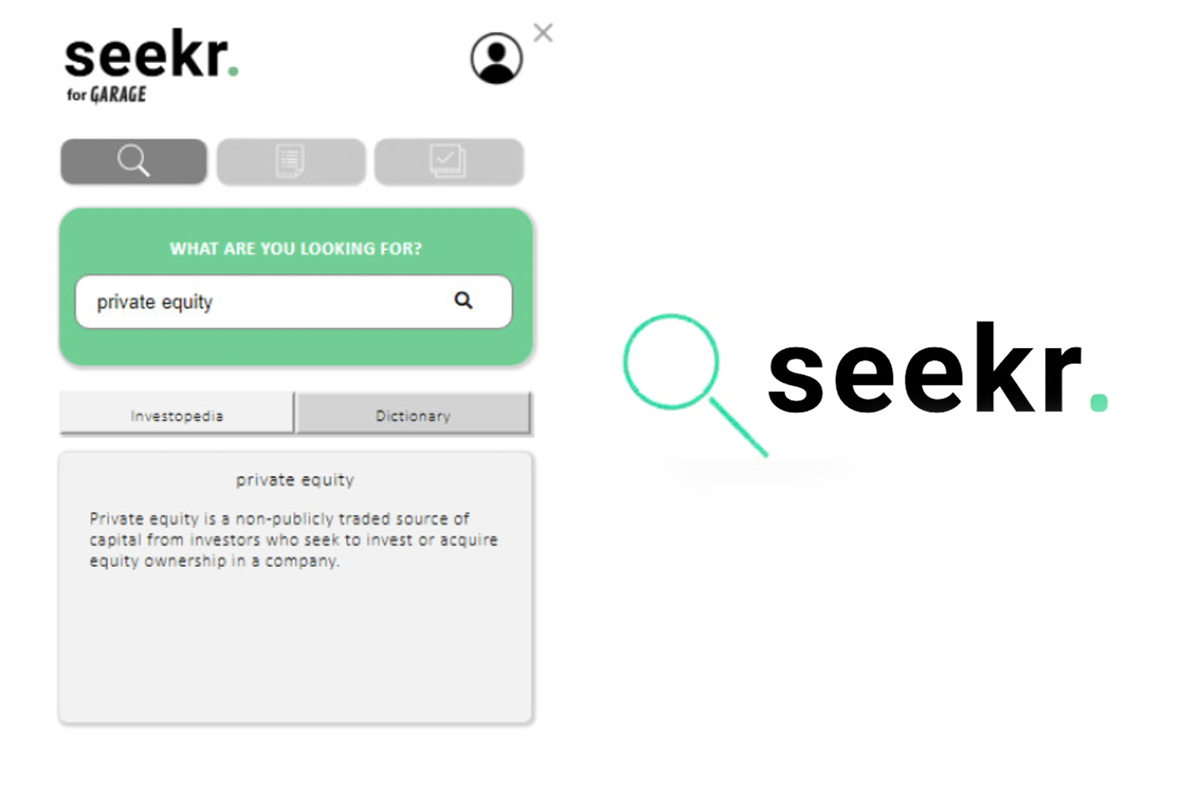 seekr.
for GARAGE
WHAT ARE YOU LOOKING FOR?
private equity
Investopedia
Dictionary
private equity
Private equity is a non-publicly traded source of
capital from investors who seek to invest or acquire
equity ownership in a company.
seekr.